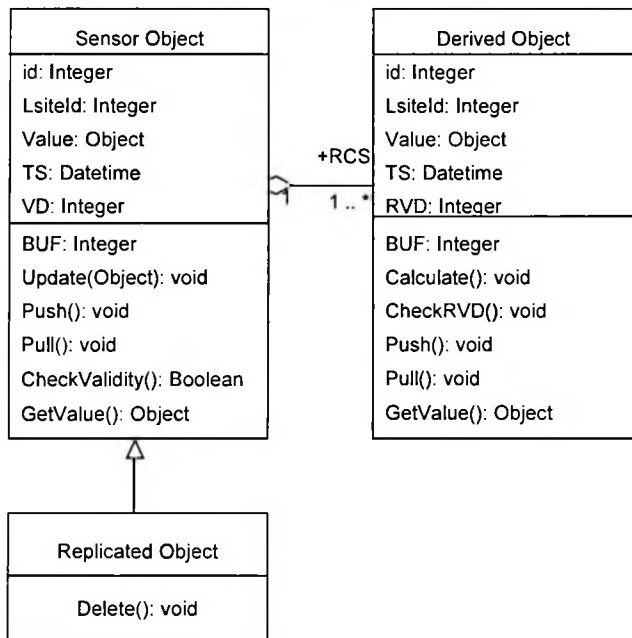 Sensor Object
id: Integer
LsiteId: Integer
Value: Object
TS: Datetime
VD: Integer
BUF: Integer
Update(Object): void
Push(): void
Pull(): void
CheckValidity(): Boolean
GetValue(): Object
+RCS
1
1 .. *
Derived Object
id: Integer
LsiteId: Integer
Value: Object
TS: Datetime
RVD: Integer
BUF: Integer
Calculate(): void
CheckRVD(): void
Push(): void
Pull(): void
GetValue(): Object
Replicated Object
Delete(): void